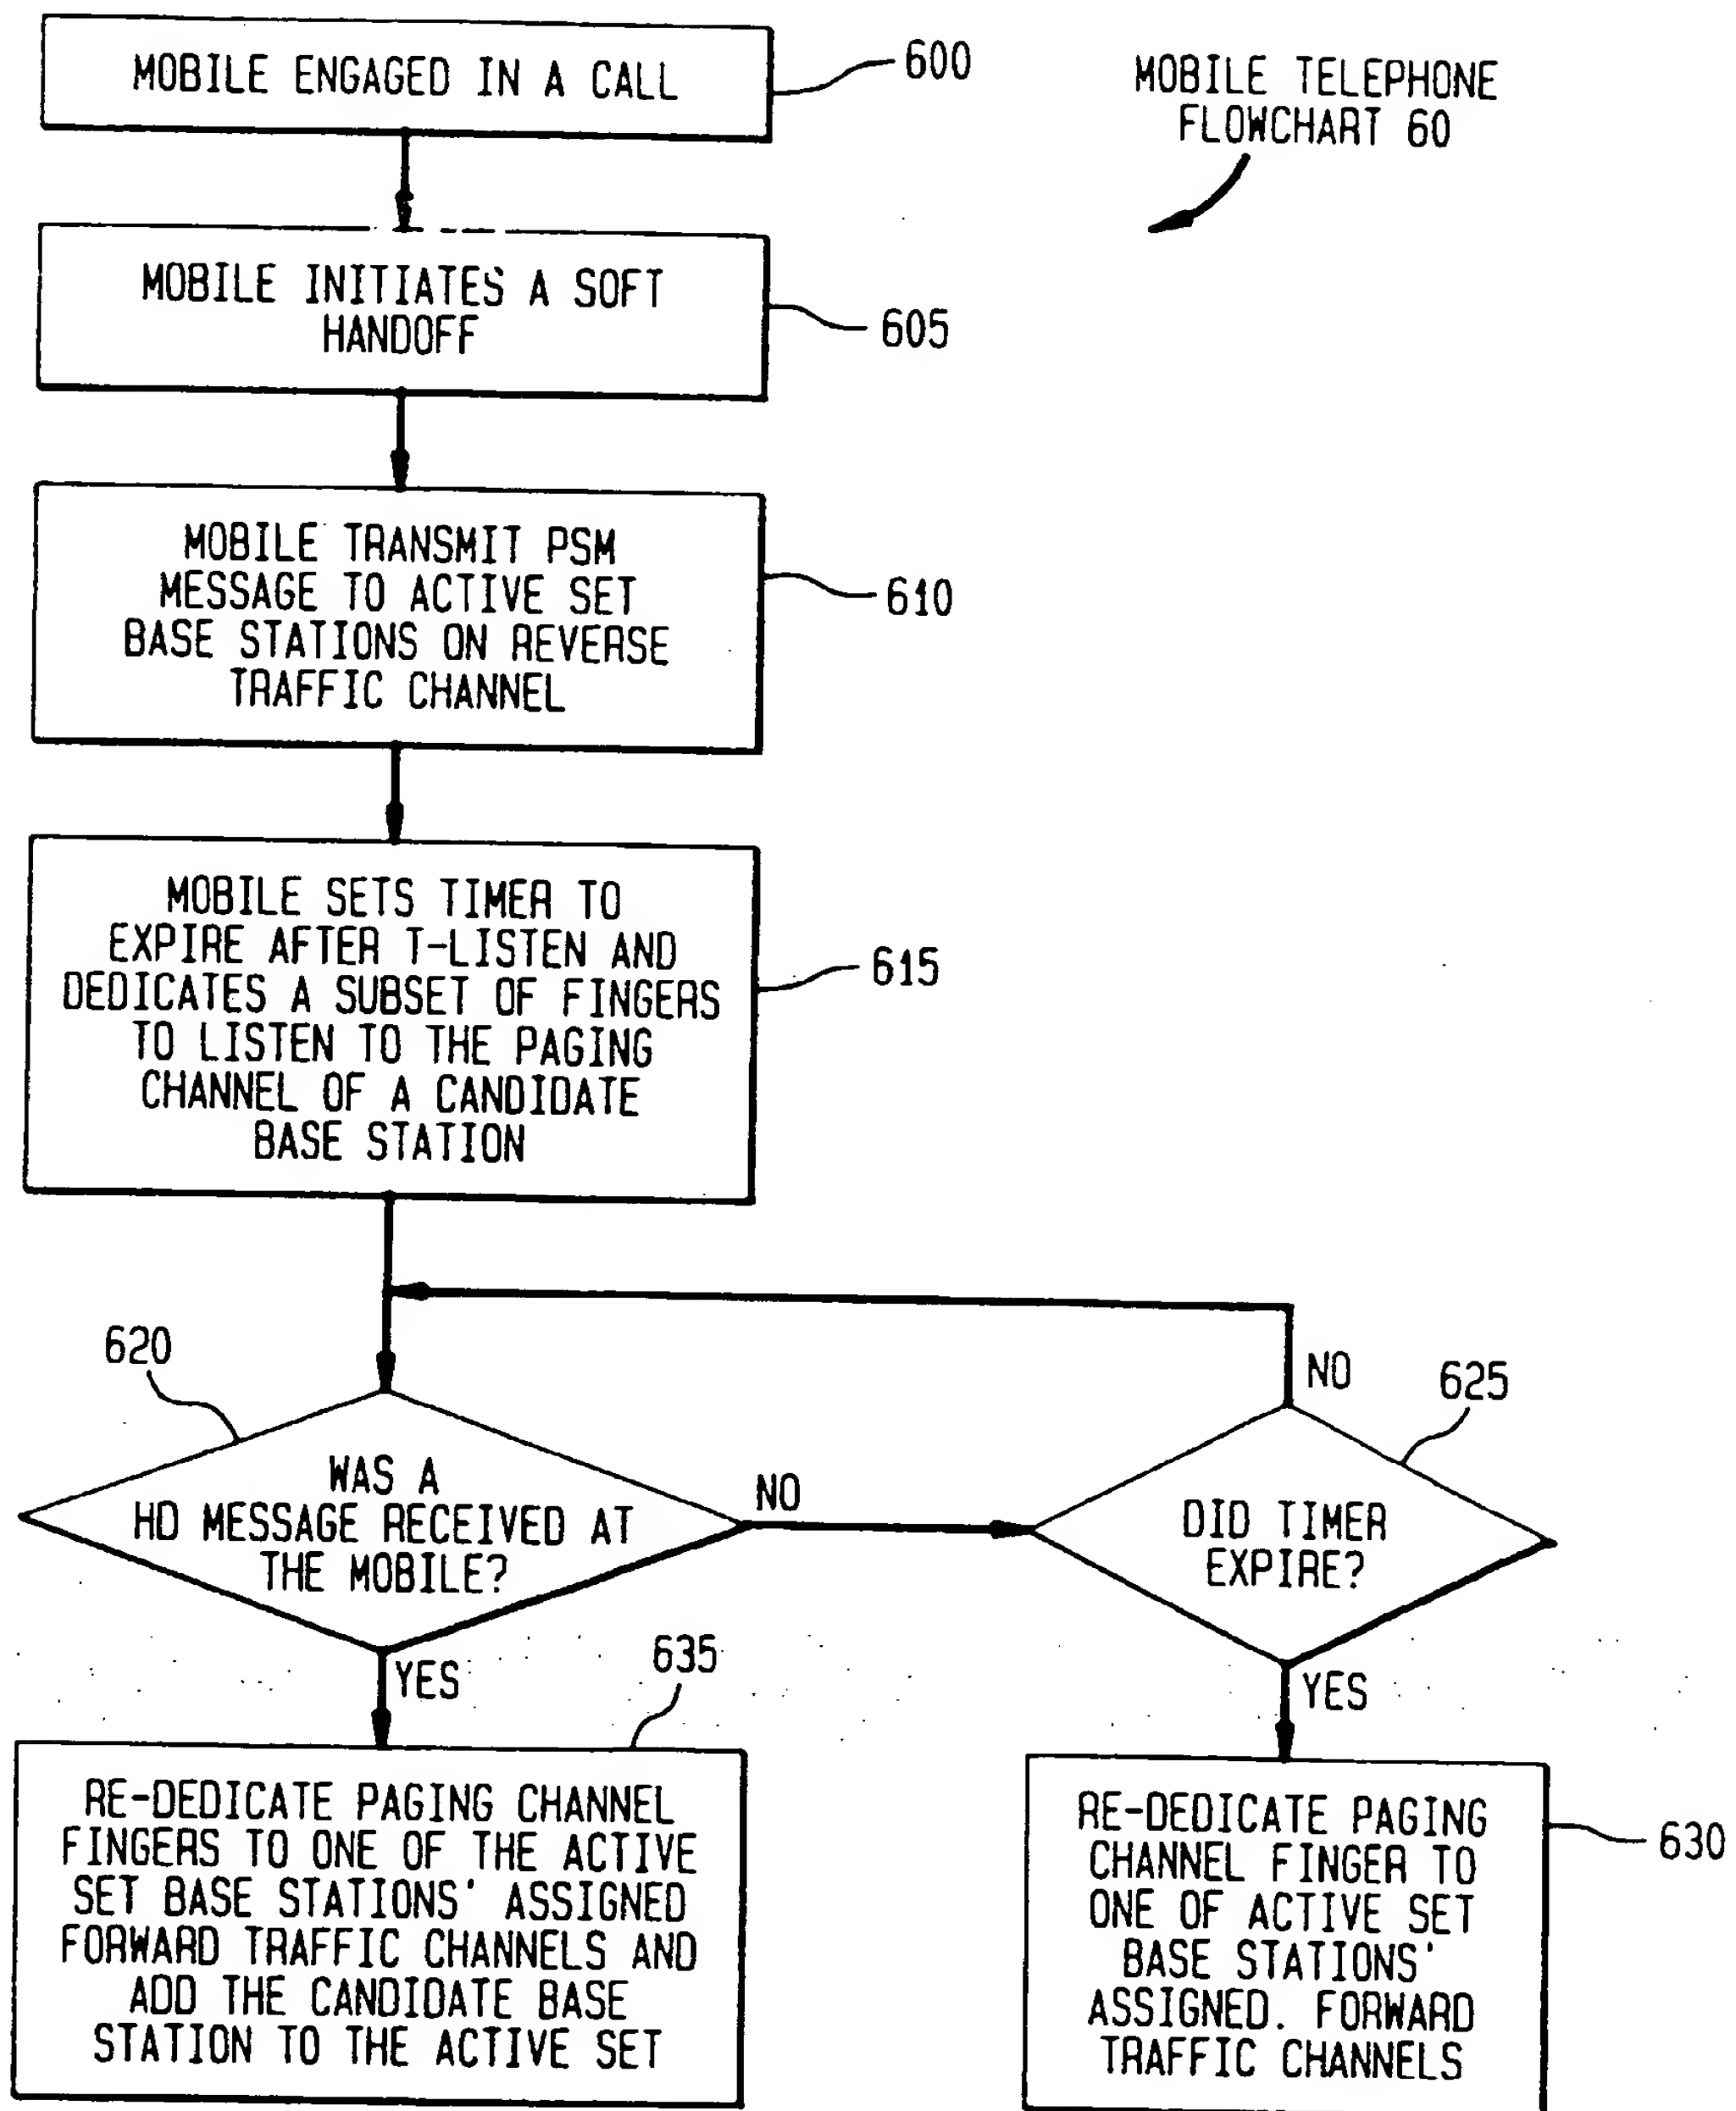 MOBILE ENGAGED IN A CALL
600
MOBILE TELEPHONE
FLOWCHART 60
MOBILE INITIATES A SOFT
HANDOFF
605
MOBILE TRANSMIT PSM
MESSAGE TO ACTIVE SET
BASE STATIONS ON REVERSE
TRAFFIC CHANNEL
610
MOBILE SETS TIMER TO
EXPIRE AFTER T-LISTEN AND
DEDICATES A SUBSET OF FINGERS
TO LISTEN TO THE PAGING
CHANNEL OF A CANDIDATE
BASE STATION
615
620
WAS A
HD MESSAGE RECEIVED AT
THE MOBILE?
NO
YES
NO
625
DID TIMER
EXPIRE?
YES
635
RE-DEDICATE PAGING CHANNEL
FINGERS TO ONE OF THE ACTIVE
SET BASE STATIONS' ASSIGNED
FORWARD TRAFFIC CHANNELS AND
ADD THE CANDIDATE BASE
STATION TO THE ACTIVE SET
RE-DEDICATE PAGING
CHANNEL FINGER TO
ONE OF ACTIVE SET
BASE STATIONS'
ASSIGNED. FORWARD
TRAFFIC CHANNELS
630